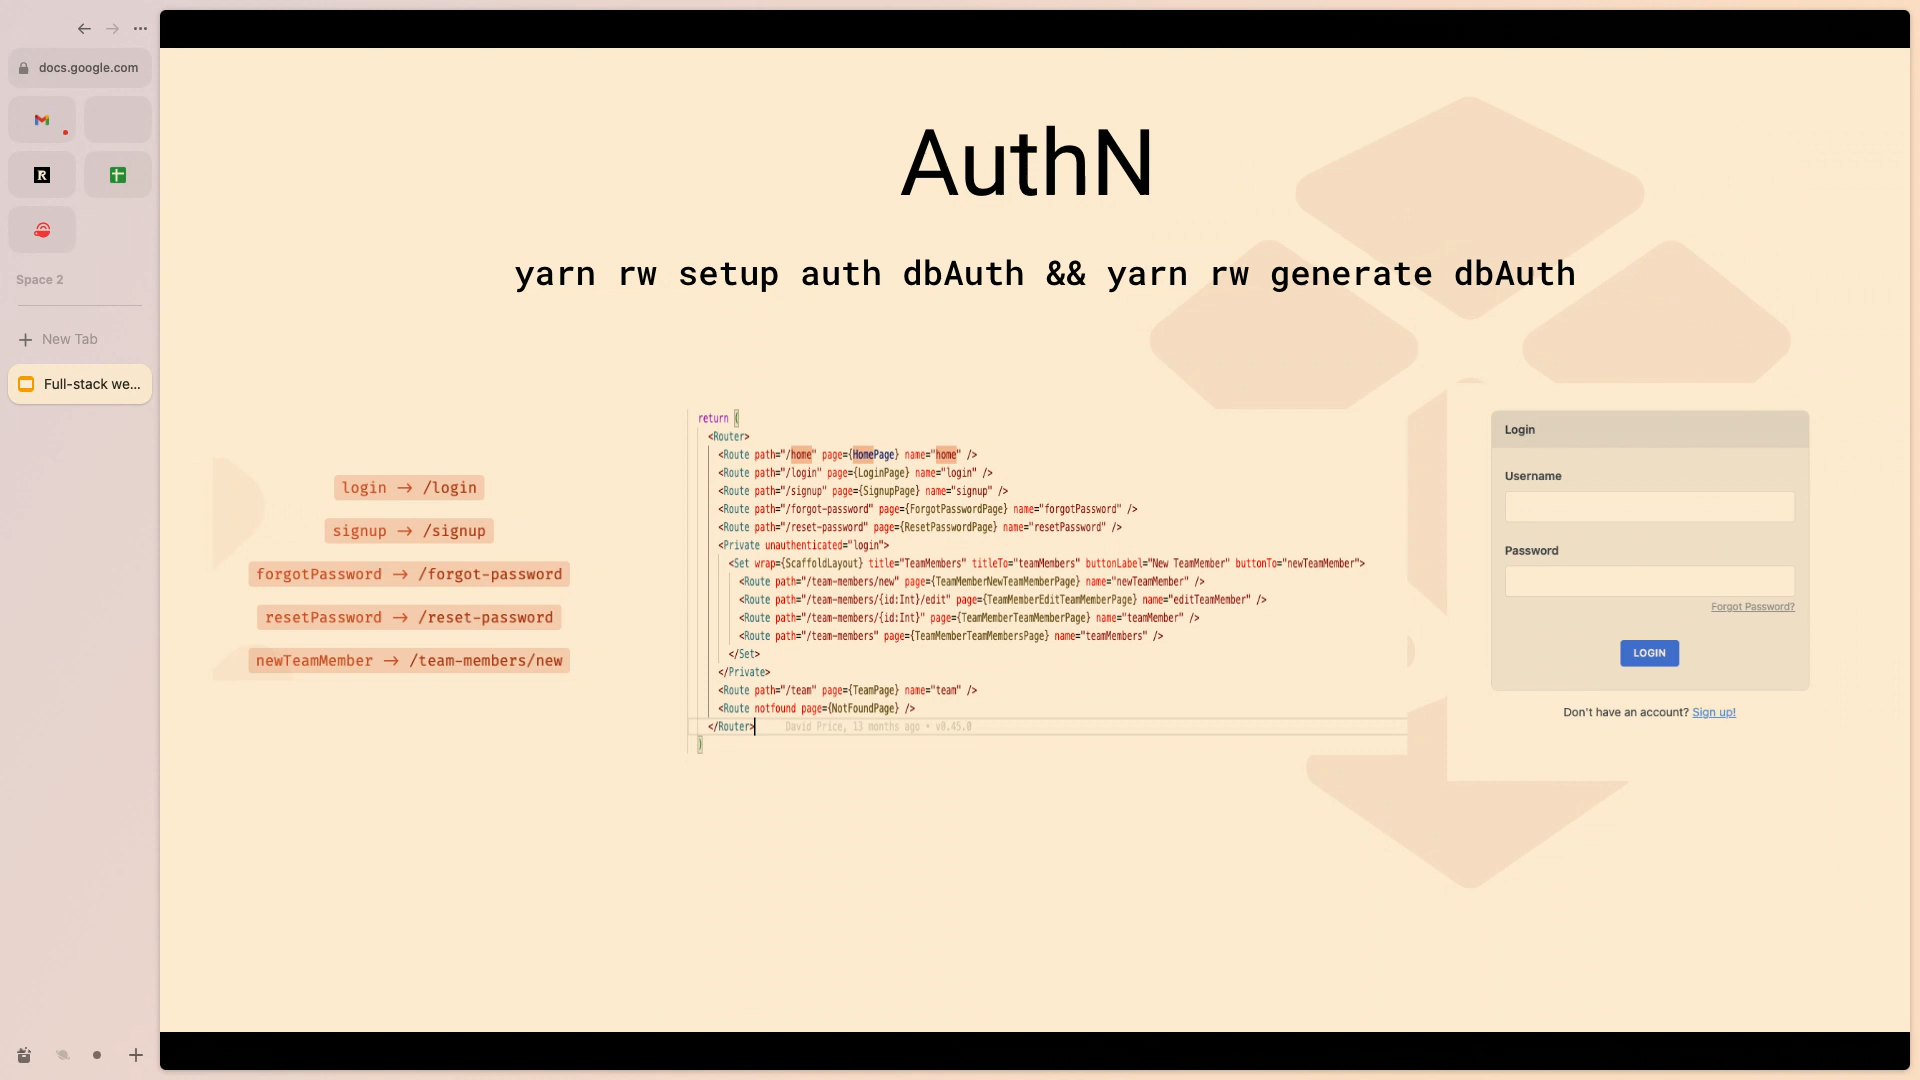 docs.google.com
Space 2
New Tab
Full-stack we...
AuthN
yarn rw setup auth dbAuth && yarn rw generate dbAuth
login → /login
signup → /signup
forgotPassword → /forgot-password
resetPassword → /reset-password
newTeamMember → /team-members/new
return (
<Router>
<Route path="/home" page={HomePage} name="home" />
<Route path="/login" page={LoginPage} name="login" />
<Route path="/signup" page={SignupPage} name="signup" />
<Route path="/forgot-password" page={ForgotPasswordPage} name="forgotPassword" />
<Route path="/reset-password" page={ResetPasswordPage} name="resetPassword" />
<Private unauthenticated="login">
<Set wrap={ScaffoldLayout} title="TeamMembers" titleTo="teamMembers" buttonLabel="New TeamMember" buttonTo="newTeamMember">
<Route path="/team-members/new" page={TeamMemberNewTeamMemberPage} name="newTeamMember" />
<Route path="/team-members/{id:Int}/edit" page={TeamMemberEditTeamMemberPage} name="editTeamMember" />
<Route path="/team-members/{id:Int}" page={TeamMemberTeamMemberPage} name="teamMember" />
<Route path="/team-members" page={TeamMemberTeamMembersPage} name="teamMembers" />
</Set>
</Private>
<Route path="/team" page={TeamPage} name="team" />
<Route notfound page={NotFoundPage} />
</Router> David Price, 13 months ago • v0.45.0
)
Login
Username
Password
Forgot Password?
LOGIN
Don't have an account? Sign up!